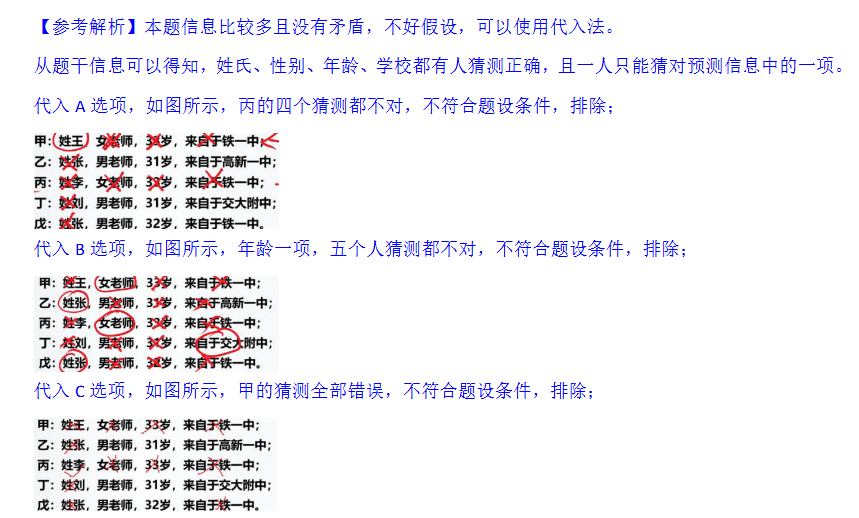 【参考解析】本题信息比较多且没有矛盾，不好假设，可以使用代入法。
从题干信息可以得知，姓氏、性别、年龄、学校都有人猜测正确，且一人只能猜对预测信息中的一项。
代入 A 选项，如图所示，丙的四个猜测都不对，不符合题设条件，排除；
甲：姓王，女老师，33岁，来自于铁一中；
乙：姓张，男老师，31岁，来自于高新一中；
丙：姓李，女老师，33岁，来自于铁一中；
丁：姓刘，男老师，31岁，来自于交大附中；
戊：姓张，男老师，32岁，来自于铁一中。
代入 B 选项，如图所示，年龄一项，五个人猜测都不对，不符合题设条件，排除；
甲：姓王，女老师，33岁，来自于铁一中；
乙：姓张，男老师，31岁，来自于高新一中；
丙：姓李，女老师，33岁，来自于铁一中；
丁：姓刘，男老师，31岁，来自于交大附中；
戊：姓张，男老师，32岁，来自于铁一中。
代入 C 选项，如图所示，甲的猜测全部错误，不符合题设条件，排除；
甲：姓王，女老师，33岁，来自于铁一中；
乙：姓张，男老师，31岁，来自于高新一中；
丙：姓李，女老师，33岁，来自于铁一中；
丁：姓刘，男老师，31岁，来自于交大附中；
戊：姓张，男老师，32岁，来自于铁一中。